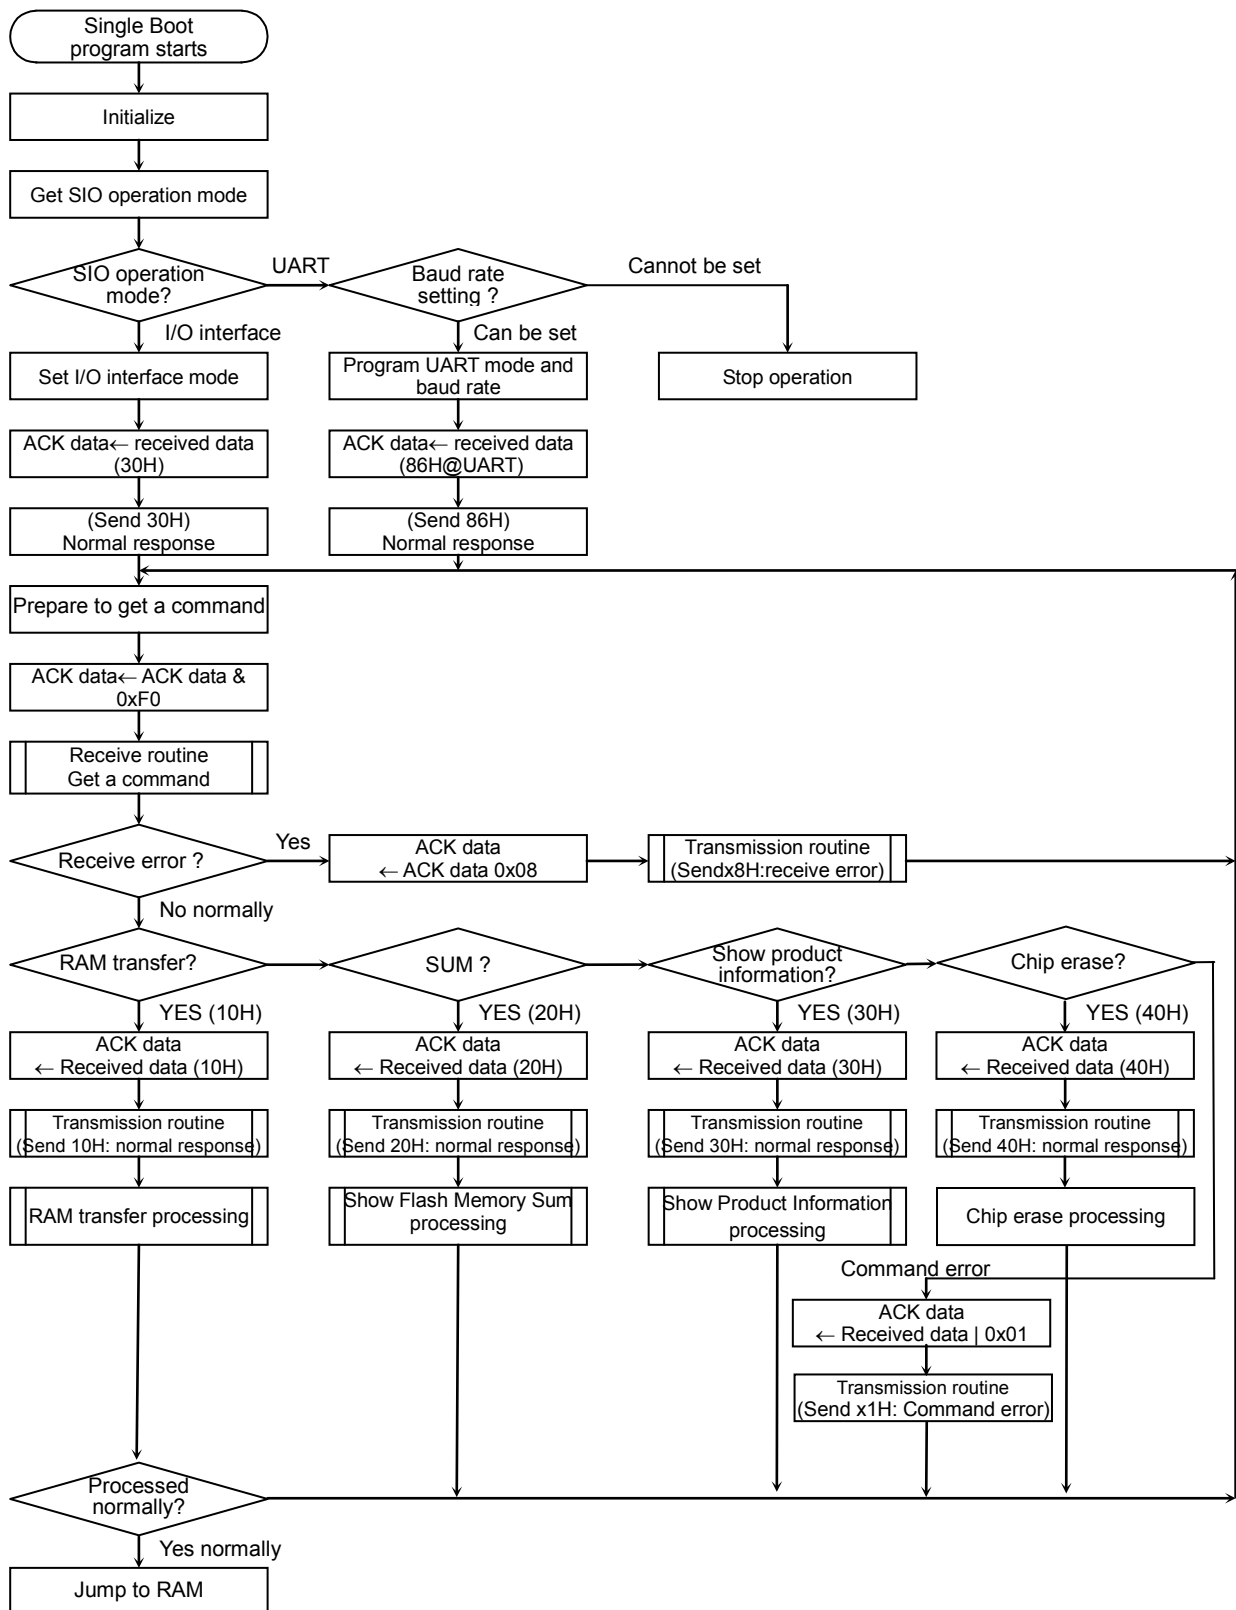 Single Boot
program starts
Initialize
Get SIO operation mode
SIO operation
mode?
UART
Baud rate
setting ?
Cannot be set
I/O interface
Can be set
Set I/O interface mode
Program UART mode and
baud rate
Stop operation
ACK data← received data
(30H)
ACK data← received data
(86H@UART)
(Send 30H)
Normal response
(Send 86H)
Normal response
Prepare to get a command
ACK data← ACK data &
0xF0
Receive routine
Get a command
Receive error ?
Yes
ACK data
← ACK data 0x08
Transmission routine
(Sendx8H:receive error)
No normally
RAM transfer?
SUM ?
Show product
information?
Chip erase?
YES (10H)
YES (20H)
YES (30H)
YES (40H)
ACK data
← Received data (10H)
ACK data
← Received data (20H)
ACK data
← Received data (30H)
ACK data
← Received data (40H)
Transmission routine
(Send 10H: normal response)
Transmission routine
(Send 20H: normal response)
Transmission routine
(Send 30H: normal response)
Transmission routine
(Send 40H: normal response)
RAM transfer processing
Show Flash Memory Sum
processing
Show Product Information
processing
Chip erase processing
Command error
ACK data
← Received data | 0x01
Transmission routine
(Send x1H: Command error)
Processed
normally?
Yes normally
Jump to RAM